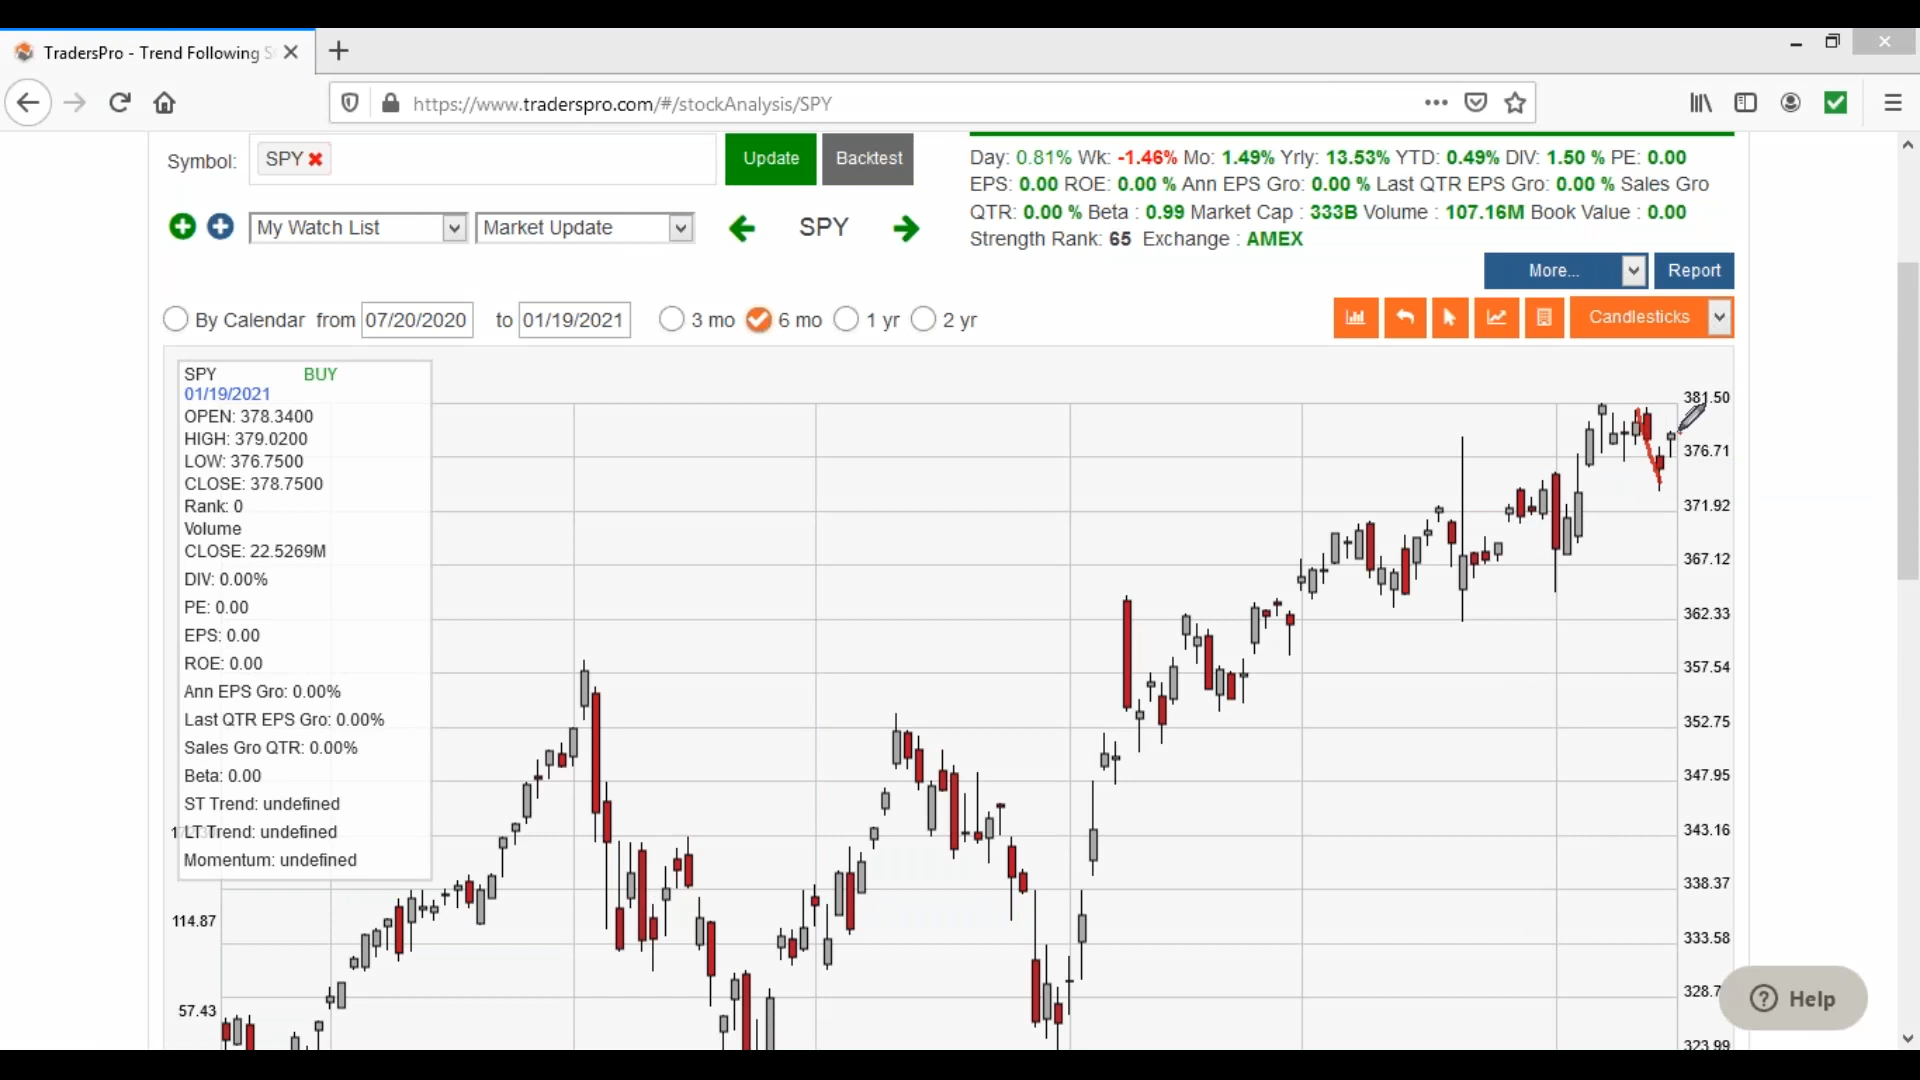 TradersPro - Trend Following S
https://www.traderspro.com/#/stockAnalysis/SPY
Symbol: SPY Update Backtest
Day: 0.81% Wk: -1.46% Mo: 1.49% Yrly: 13.53% YTD: 0.49% DIV: 1.50 % PE: 0.00
EPS: 0.00 ROE: 0.00 % Ann EPS Gro: 0.00 % Last QTR EPS Gro: 0.00 % Sales Gro
QTR: 0.00 % Beta : 0.99 Market Cap : 333B Volume : 107.16M Book Value : 0.00
Strength Rank: 65 Exchange : AMEX
My Watch List Market Update SPY
More... Report
By Calendar from 07/20/2020 to 01/19/2021 3 mo 6 mo 1 yr 2 yr
Candlesticks
SPY BUY
01/19/2021
OPEN: 378.3400
HIGH: 379.0200
LOW: 376.7500
CLOSE: 378.7500
Rank: 0
Volume
CLOSE: 22.5269M
DIV: 0.00%
PE: 0.00
EPS: 0.00
ROE: 0.00
Ann EPS Gro: 0.00%
Last QTR EPS Gro: 0.00%
Sales Gro QTR: 0.00%
Beta: 0.00
ST Trend: undefined
LT Trend: undefined
Momentum: undefined
114.87
57.43
381.50
376.71
371.92
367.12
362.33
357.54
352.75
347.95
343.16
338.37
333.58
328.7
323.99
Help